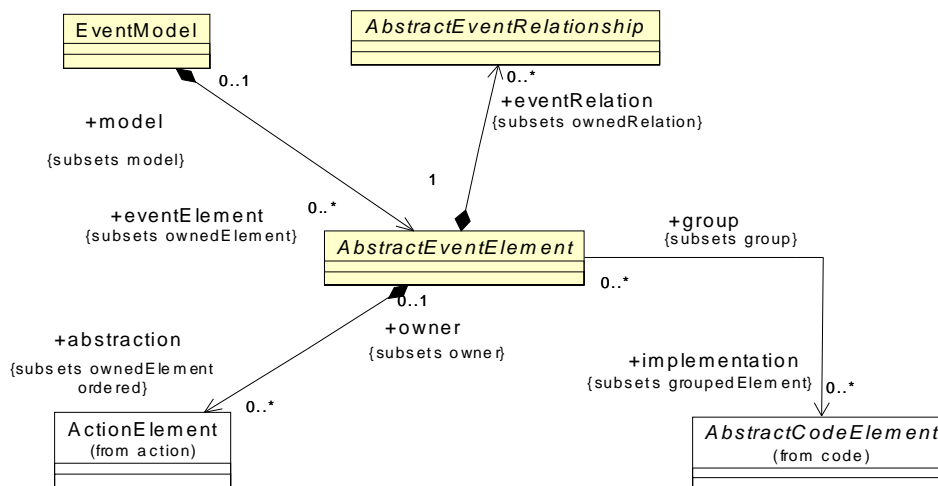 EventModel
AbstractEventRelationship
0..1
0..*
+eventRelation
{subsets ownedRelation}
+model
{subsets model}
1
+eventElement
{subsets ownedElement}
0..*
AbstractEventElement
+group
{subsets group}
0..*
0..1
+owner
{subsets owner}
+abstraction
{subsets ownedElement
ordered}
0..*
+implementation
{subsets groupedElement}
0..*
ActionElement
(from action)
AbstractCodeElement
(from code)